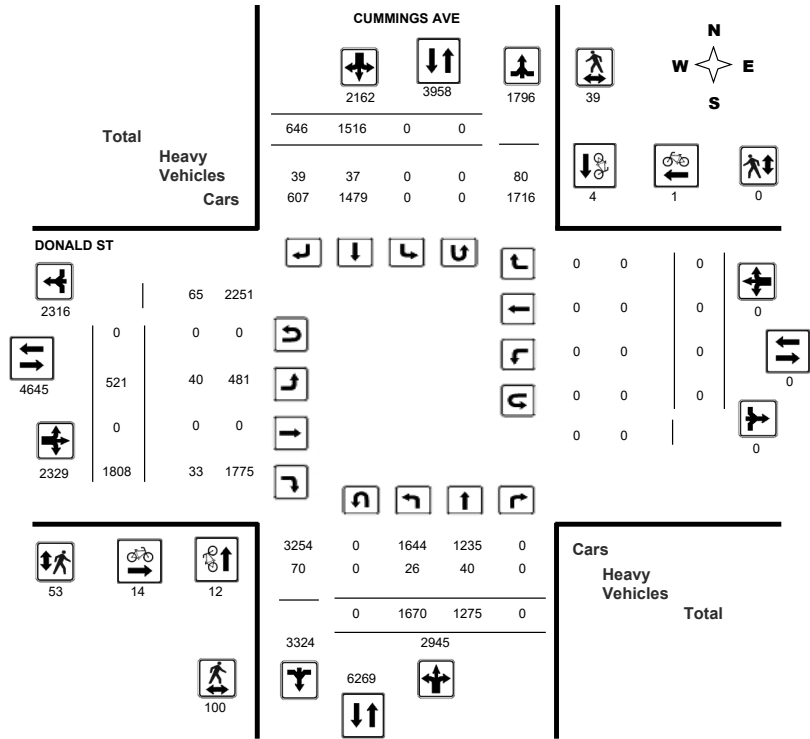 CUMMINGS AVE
N
W E
S
2162 3958 1796 39
646 1516 0 0
Total
Heavy
Vehicles
Cars
39 37 0 0 80
607 1479 0 0 1716
4 1 0
DONALD ST
2316
65 2251
0 0 0
4645
521 40 481
0 0 0
2329
1808 33 1775
0 0 0
0
0 0 0
0 0 0
0
0 0 0
0 0
0
53 14 12
3254 0 1644 1235 0
70 0 26 40 0
0 1670 1275 0
3324 2945
6269
100
Cars
Heavy
Vehicles
Total